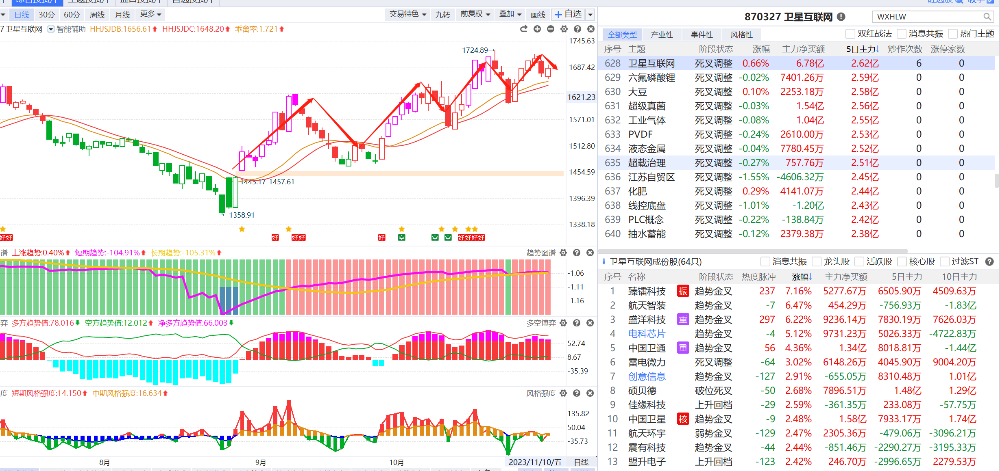 综合投资库 主题投资库 盘口投资库 自选投资库
日线 30分 60分 周线 月线 更多 交易特色 九转 前复权 叠加 画线 +自选
870327 卫星互联网
WXHLW
7 卫星互联网 智能辅助 HHJSJDB:1656.61 HHJSJDC:1648.20 乖离率:1.721
全部类型 产业性 事件性 风格性 双红战法 消息共振 热门主题
序号 主题 阶段状态 涨幅 主力净买额 5日主力↓ 炒作次数 涨停家数
628 卫星互联网 死叉调整 0.66% 6.78亿 2.62亿 6 0
629 六氟磷酸锂 死叉调整 -0.02% 7401.26万 2.59亿 0 0
630 大豆 死叉调整 0.10% 2253.18万 2.58亿 0 0
631 超级真菌 死叉调整 -0.03% 1.54亿 2.56亿 0 0
632 工业气体 死叉调整 -0.08% 1.04亿 2.55亿 0 0
633 PVDF 死叉调整 -0.24% 2610.00万 2.53亿 0 0
634 液态金属 死叉调整 -0.04% 7780.45万 2.52亿 0 0
635 超载治理 死叉调整 -0.27% 757.76万 2.51亿 0 0
636 江苏自贸区 死叉调整 -1.55% -4606.32万 2.45亿 0 0
637 化肥 死叉调整 0.29% 4141.07万 2.44亿 0 0
638 线控底盘 死叉调整 -1.01% -1.20亿 2.43亿 0 0
639 PLC概念 死叉调整 -0.22% -138.84万 2.42亿 0 0
640 抽水蓄能 死叉调整 -0.12% 2379.38万 2.38亿 0 0
1745.63
1724.89→
1687.42
1621.23
1571.01
1512.80
1454.59
1445.17-1457.61
1396.39
←1358.91
1338.18
好好 好 好好 好 空 空 空 好好好好
谱 上涨趋势:0.40% 短期趋势:-104.91% 长期趋势:-105.31% 趋势图谱
-1.06
-1.11
-1.16
弈 多方趋势值:78.016 空方趋势值:12.012 净多方趋势值:66.003 多空博弈
52.74
8.67
-35.39
度 短期风格强度:14.150 中期风格强度:16.634 风格强度
135.82
50.04
-35.73
8月 9月 10月 2023/11/10/五 日线
卫星互联网成份股(64只) 消息共振 龙头股 活跃股 核心股 过滤ST
序号 名称 阶段状态 热度脉冲 涨幅↓ 主力净买额 5日主力 10日主力
1 臻镭科技 振 趋势金叉 237 7.16% 5277.67万 6505.90万 4509.63万
2 航天智装 趋势金叉 -7 6.47% 454.29万 -756.93万 -1.83亿
3 盛洋科技 重 趋势金叉 297 6.22% 9236.14万 7830.19万 7626.03万
4 电科芯片 趋势金叉 -4 5.12% 9731.23万 5026.33万 -4722.83万
5 中国卫通 重 趋势金叉 56 4.36% 1.34亿 8018.81万 -1.44亿
6 雷电微力 死叉调整 -64 3.02% 6148.26万 4045.90万 9004.20万
7 创意信息 趋势金叉 -127 2.91% -655.05万 8310.48万 1.01亿
8 硕贝德 破位死叉 -50 2.68% 7896.51万 1.48亿 1.29亿
9 佳缘科技 上升回档 -29 2.59% -361.35万 233.08万 -57.75万
10 中国卫星 核 趋势金叉 -9 2.48% 1.58亿 7933.17万 1.74亿
11 航天环宇 弱势金叉 -129 2.47% 2305.36万 -479.06万 -3096.21万
12 震有科技 趋势金叉 -44 2.44% -851.46万 -2290.27万 -3195.33万
13 盟升电子 上升回档 -123 2.42% 246.70万 -2996.65万 2279.53万